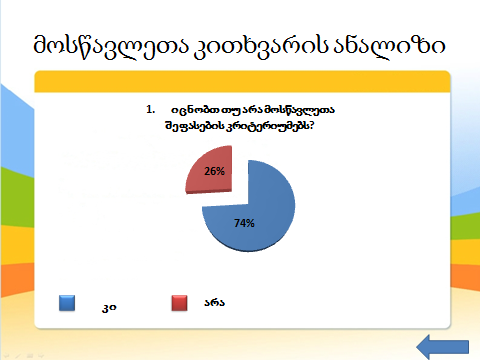 მოსწავლეთა კითხვარის ანალიზი
1. იცნობთ თუ არა მოსწავლეთა
შეფასების კრიტერიუმებს?
26%
74%
კი
არა